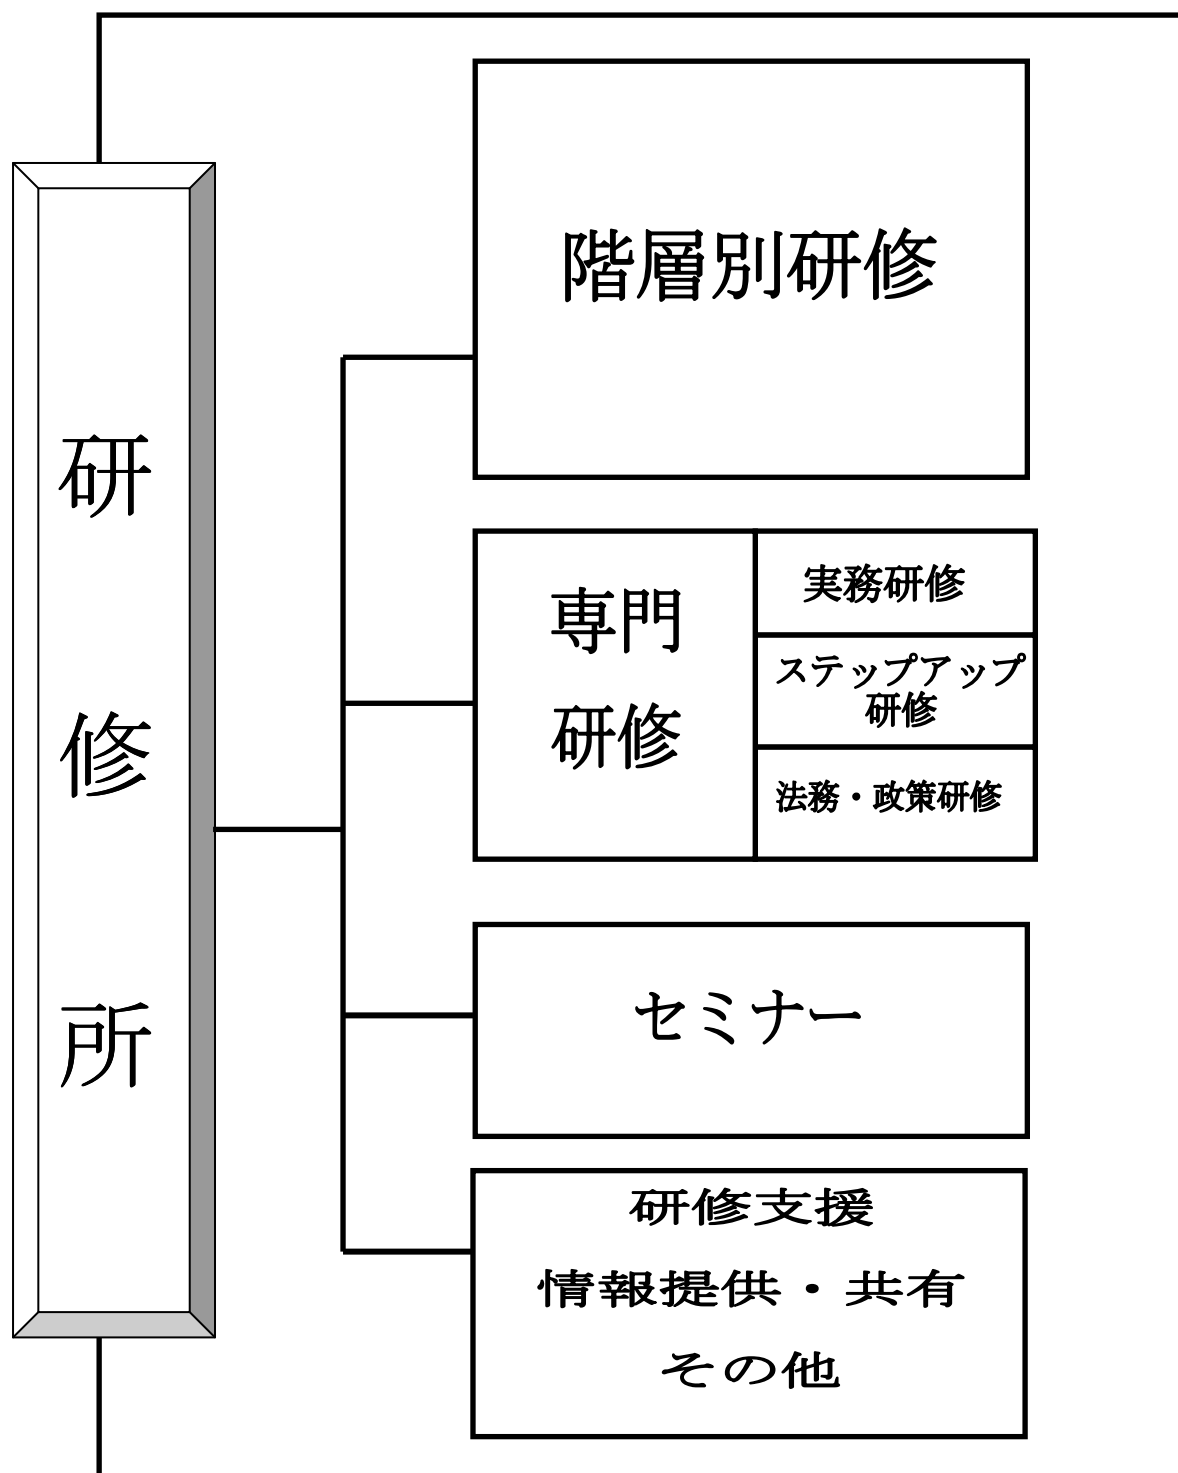 研修所
階層別研修
専門
研修
実務研修
ステップアップ
研修
法務・政策研修
セミナー
研修支援
情報提供・共有
その他